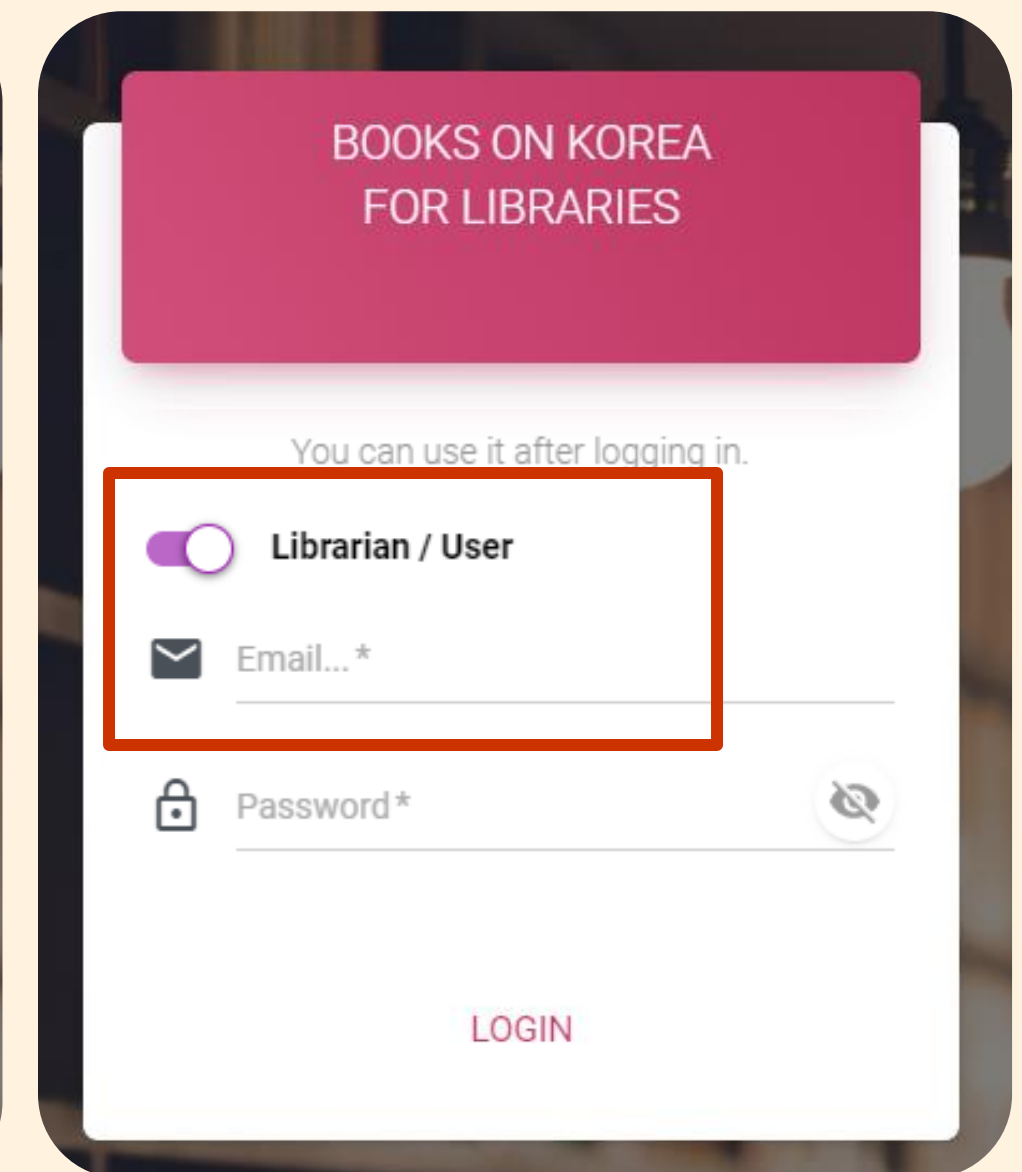 BOOKS ON KOREA
FOR LIBRARIES
You can use it after logging in.
Librarian / User
Email... *
Password *
LOGIN